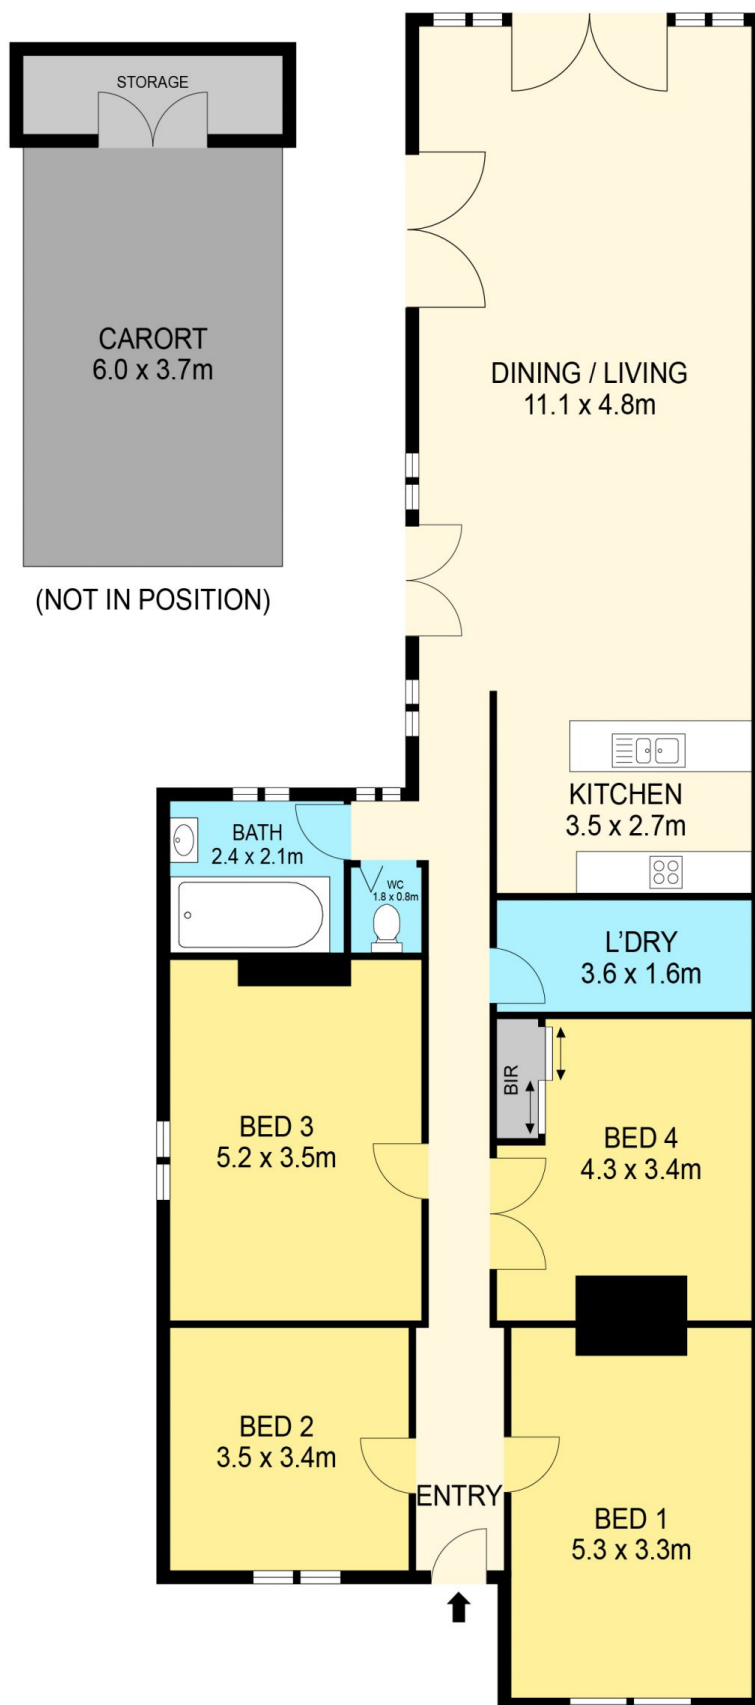 STORAGE
CARORT
6.0 x 3.7m
(NOT IN POSITION)
DINING / LIVING
11.1 x 4.8m
KITCHEN
3.5 x 2.7m
BATH
2.4 x 2.1m
WC
1.8 x 0.8m
L'DRY
3.6 x 1.6m
BIR
BED 3
5.2 x 3.5m
BED 4
4.3 x 3.4m
BED 2
3.5 x 3.4m
ENTRY
BED 1
5.3 x 3.3m